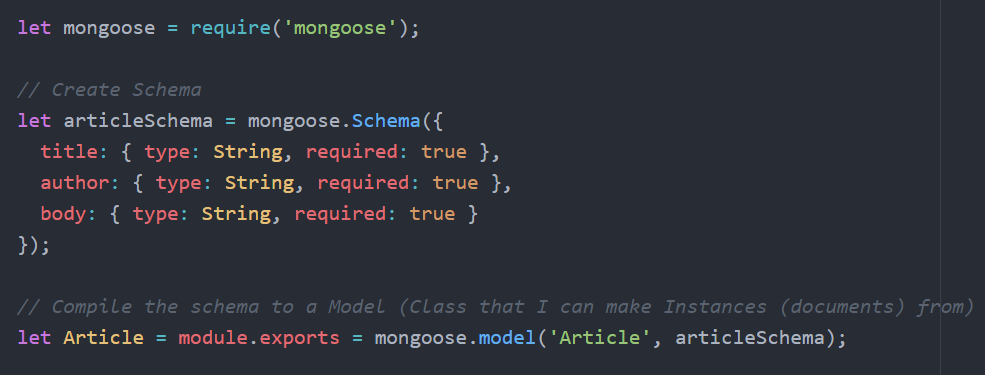 let mongoose = require('mongoose');
// Create Schema
let articleSchema = mongoose.Schema({
  title: { type: String, required: true },
  author: { type: String, required: true },
  body: { type: String, required: true }
});
// Compile the schema to a Model (Class that I can make Instances (documents) from)
let Article = module.exports = mongoose.model('Article', articleSchema);